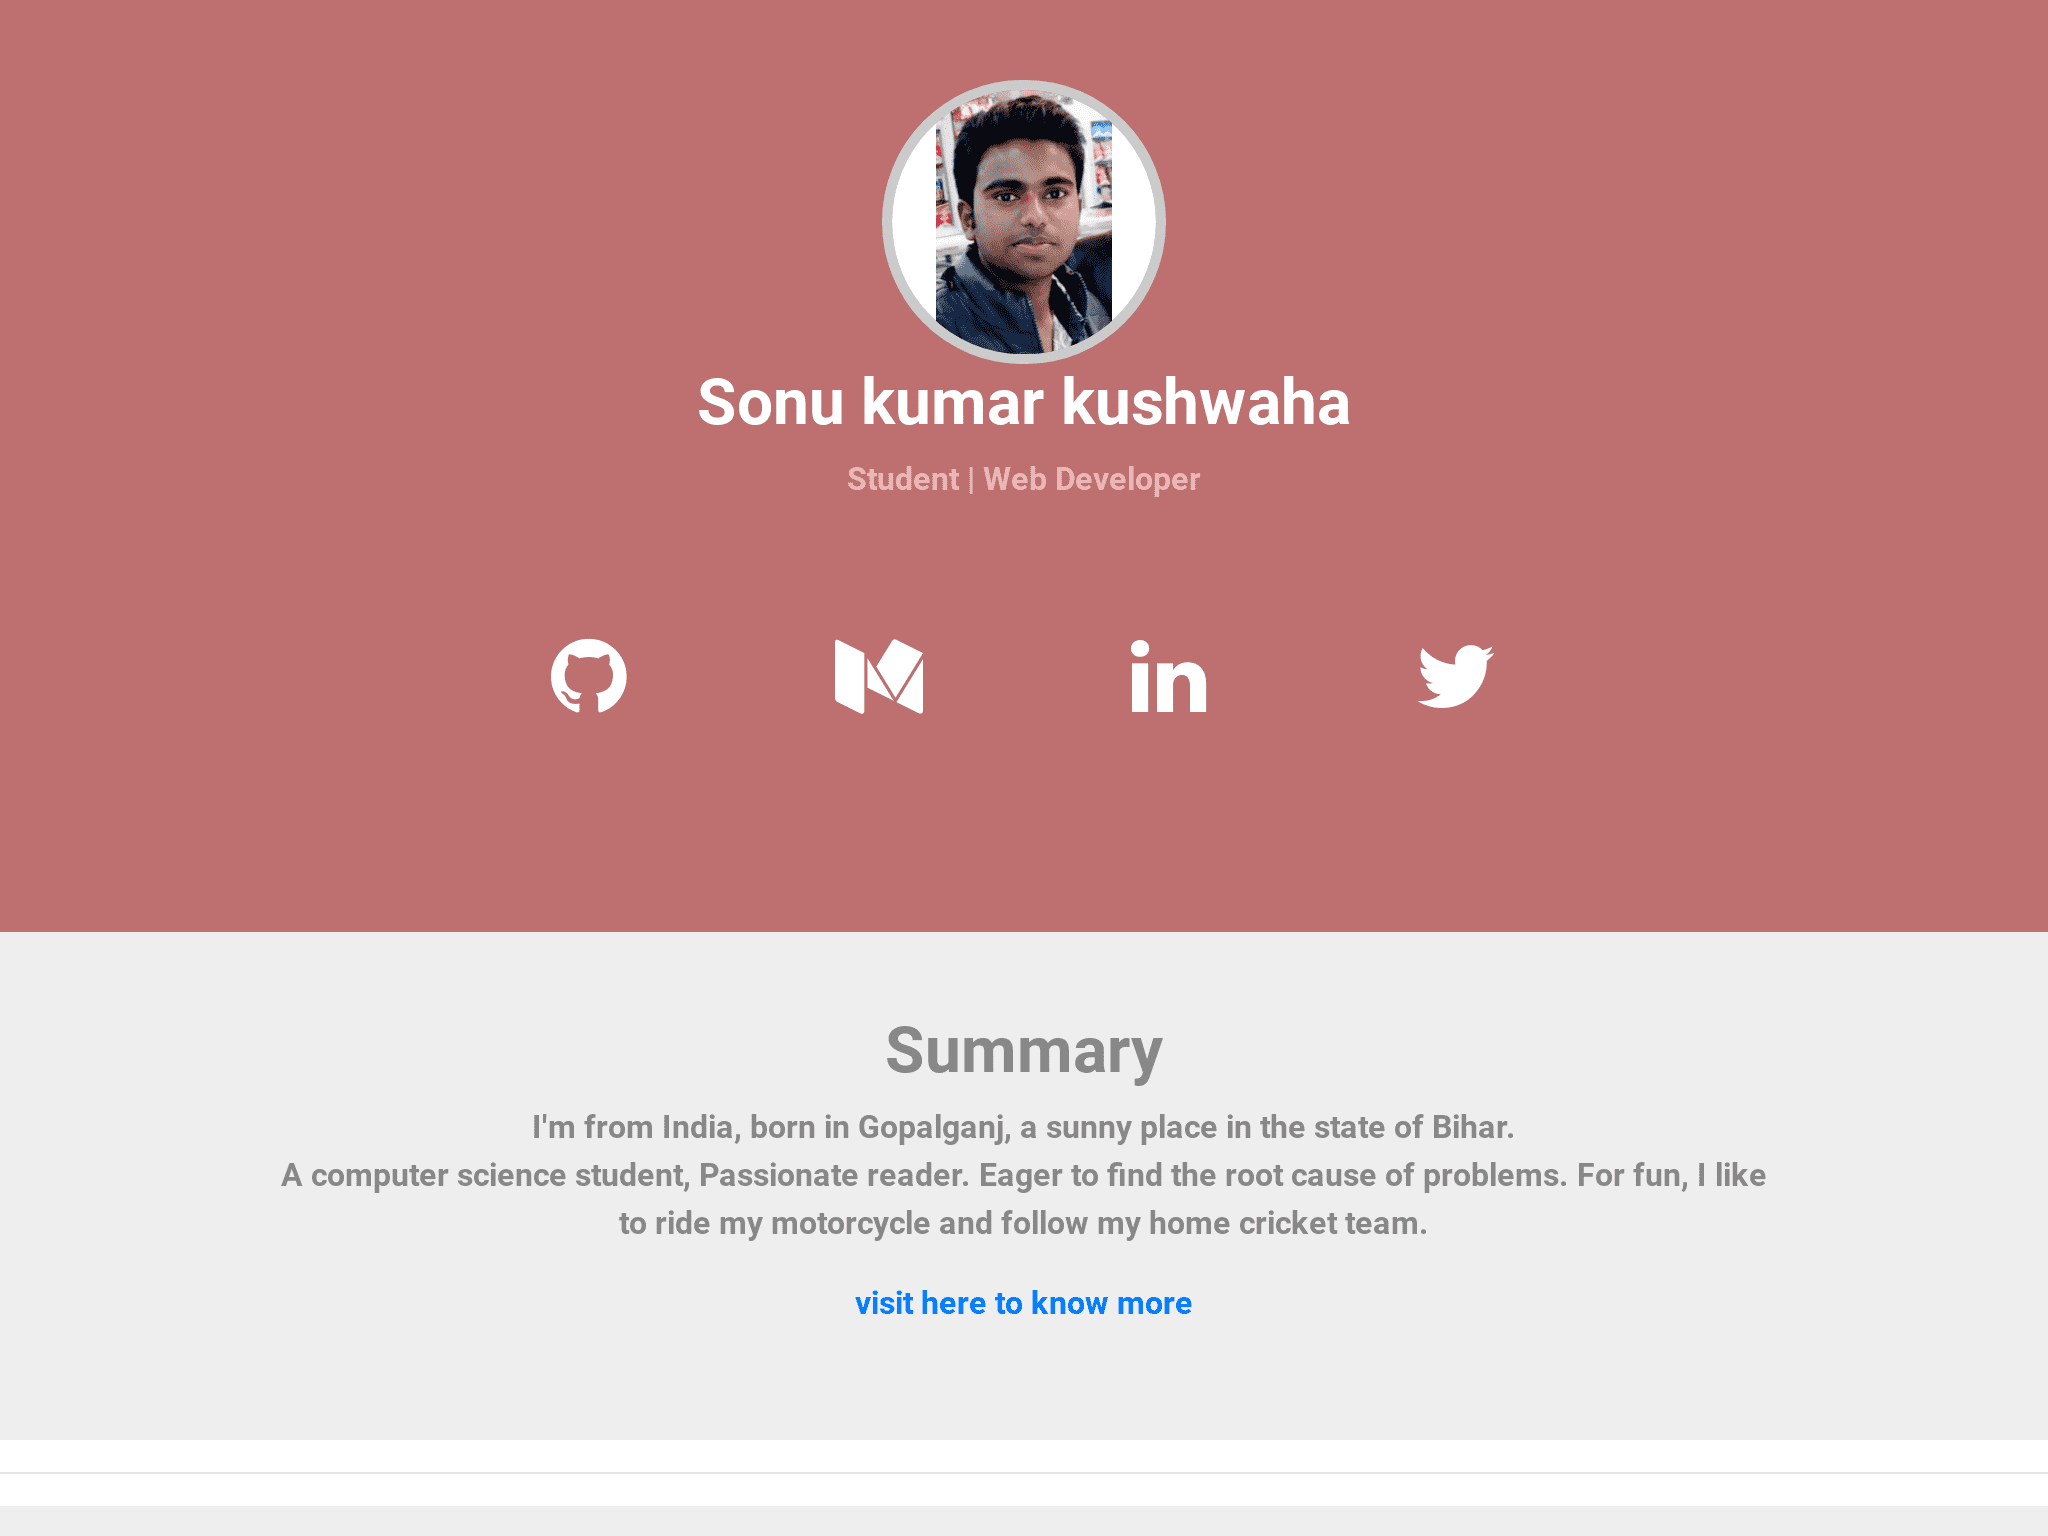 Sonu kumar kushwaha
Student | Web Developer
in
Summary
I'm from India, born in Gopalganj, a sunny place in the state of Bihar.
A computer science student, Passionate reader. Eager to find the root cause of problems. For fun, I like
to ride my motorcycle and follow my home cricket team.
visit here to know more